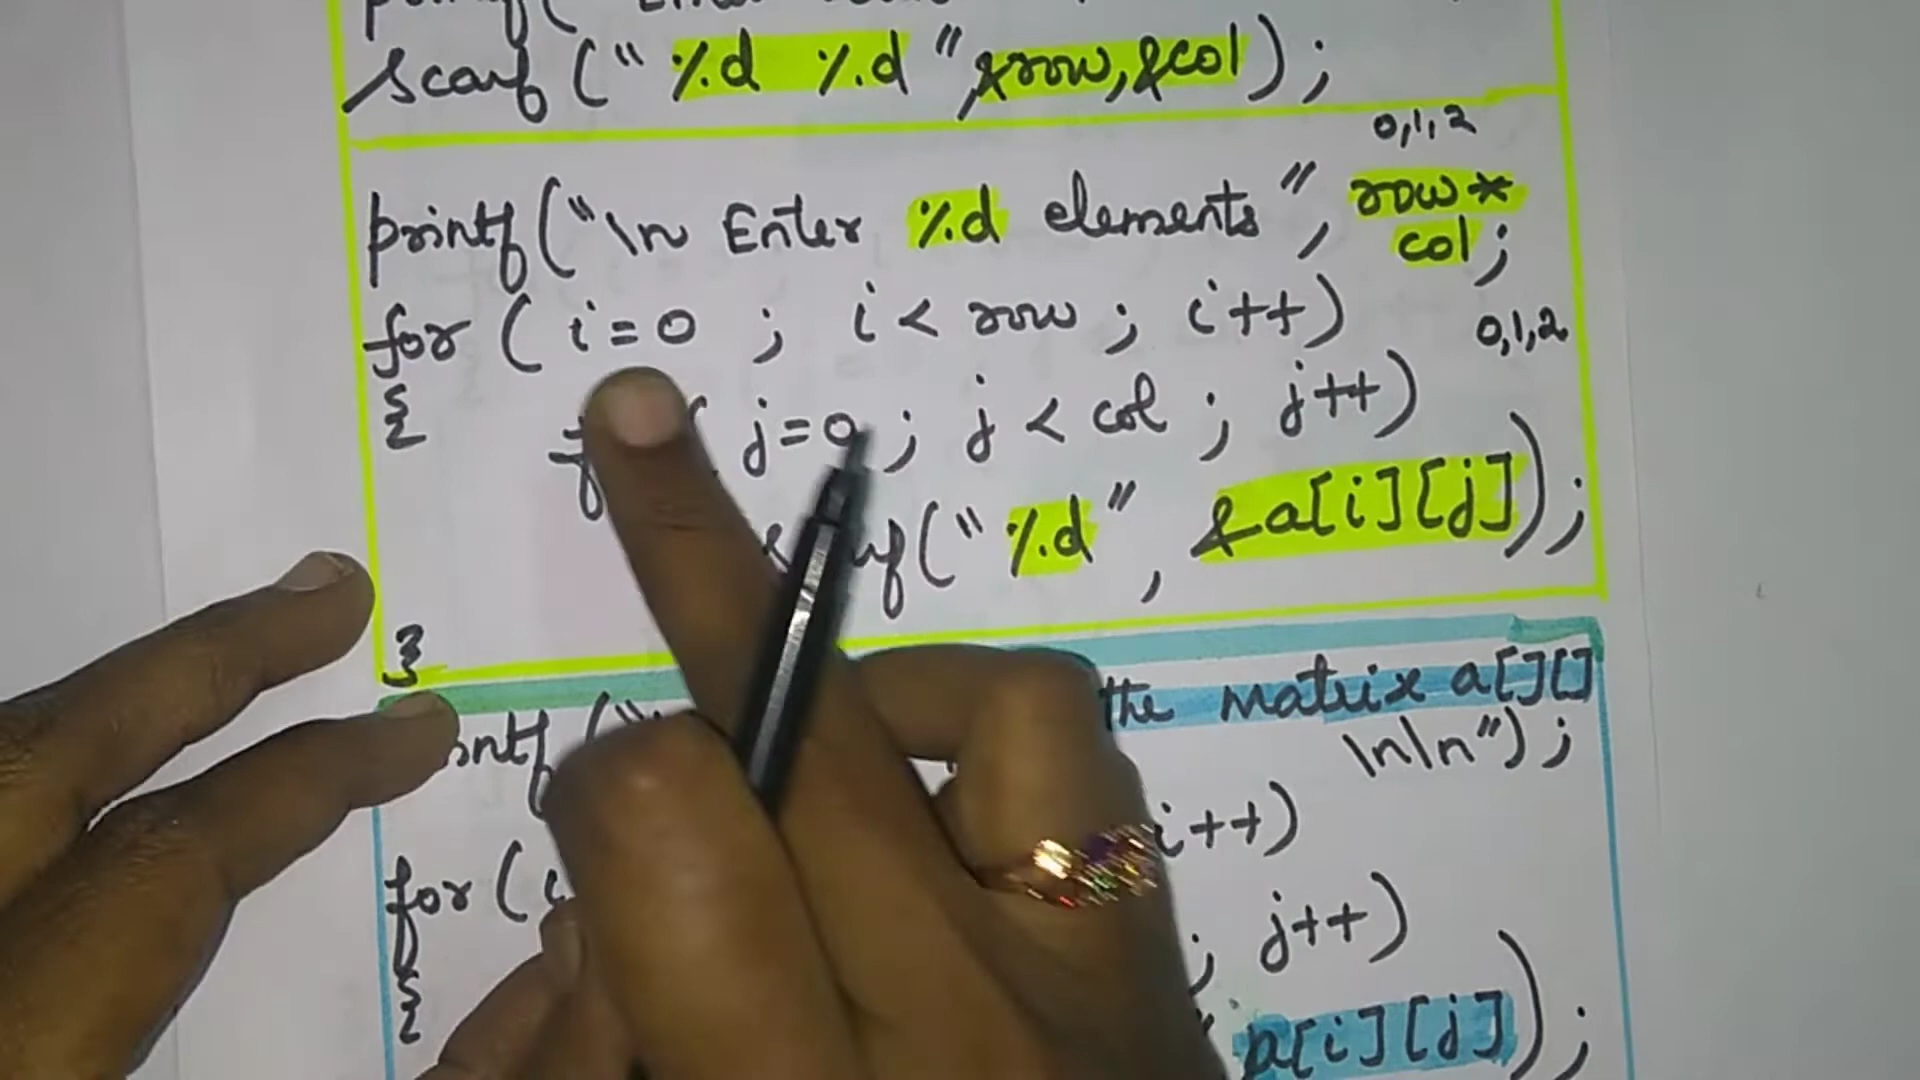 scanf ("%d %d",&row,&col);
0,1,2
printf("\n Enter %d elements", row*
col;
for ( i=0 ; i< row ; i++)
0,1,2
{ j=0; j< col ; j++)
("%d", &a[i][j]);
}
the matrix a[][]
\n\n");
for ( i++)
{ ; j++)
a[i][j]);